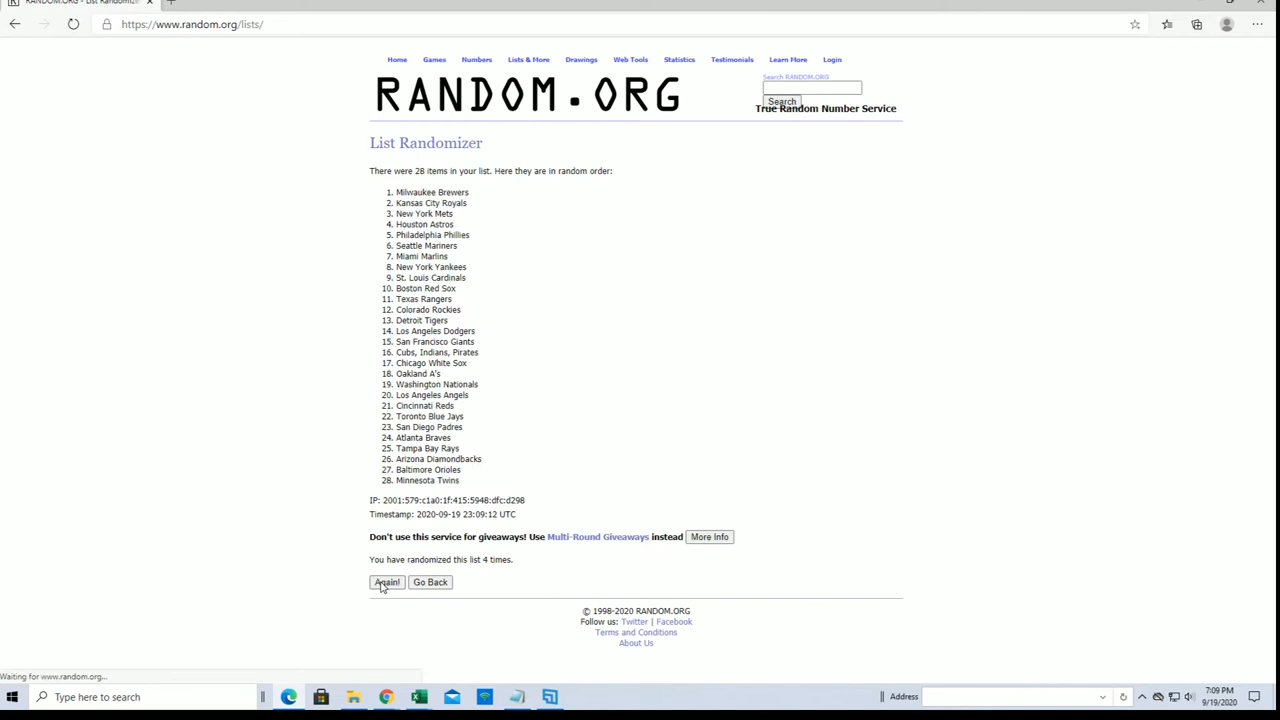 RANDOM.ORG - List Randomize
https://www.random.org/lists/
Home Games Numbers Lists & More Drawings Web Tools Statistics Testimonials Learn More Login
Search RANDOM.ORG
RANDOM.ORG
Search
True Random Number Service
List Randomizer
There were 28 items in your list. Here they are in random order:
1. Milwaukee Brewers
2. Kansas City Royals
3. New York Mets
4. Houston Astros
5. Philadelphia Phillies
6. Seattle Mariners
7. Miami Marlins
8. New York Yankees
9. St. Louis Cardinals
10. Boston Red Sox
11. Texas Rangers
12. Colorado Rockies
13. Detroit Tigers
14. Los Angeles Dodgers
15. San Francisco Giants
16. Cubs, Indians, Pirates
17. Chicago White Sox
18. Oakland A's
19. Washington Nationals
20. Los Angeles Angels
21. Cincinnati Reds
22. Toronto Blue Jays
23. San Diego Padres
24. Atlanta Braves
25. Tampa Bay Rays
26. Arizona Diamondbacks
27. Baltimore Orioles
28. Minnesota Twins
IP: 2001:579:c1a0:1f:415:5948:dfc:d298
Timestamp: 2020-09-19 23:09:12 UTC
Don't use this service for giveaways! Use Multi-Round Giveaways instead More Info
You have randomized this list 4 times.
Again! Go Back
© 1998-2020 RANDOM.ORG
Follow us: Twitter | Facebook
Terms and Conditions
About Us
Waiting for www.random.org...
Type here to search
Address
7:09 PM
9/19/2020